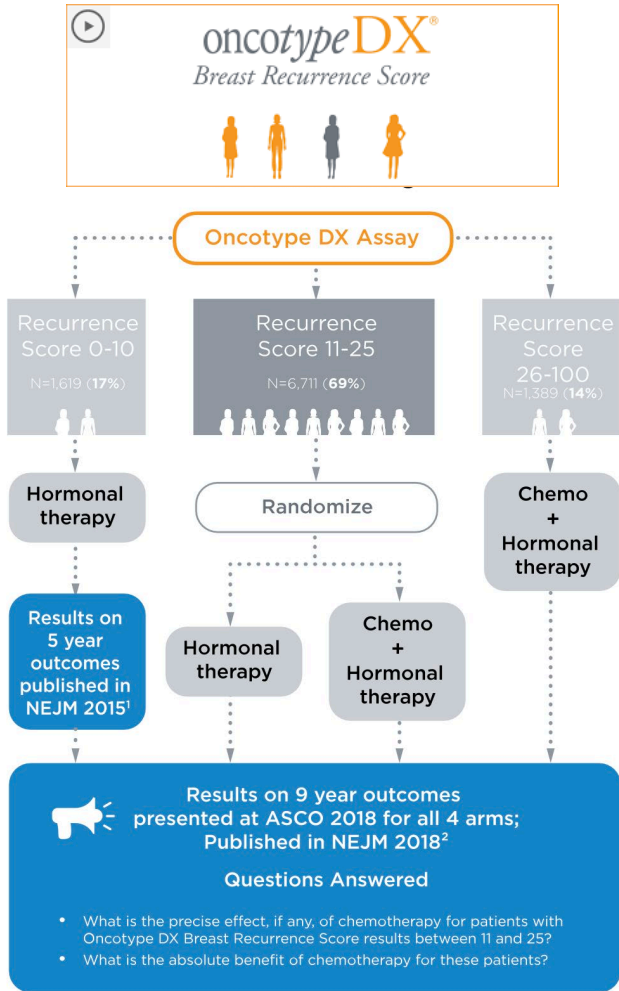 oncotypeDX®
Breast Recurrence Score
Oncotype DX Assay
Recurrence
Score 0-10
N=1,619 (17%)
Recurrence
Score 11-25
N=6,711 (69%)
Recurrence
Score
26-100
N=1,389 (14%)
Hormonal
therapy
Randomize
Chemo
+
Hormonal
therapy
Results on
5 year
outcomes
published in
NEJM 2015¹
Hormonal
therapy
Chemo
+
Hormonal
therapy
Results on 9 year outcomes
presented at ASCO 2018 for all 4 arms;
Published in NEJM 2018²
Questions Answered
• What is the precise effect, if any, of chemotherapy for patients with
Oncotype DX Breast Recurrence Score results between 11 and 25?
• What is the absolute benefit of chemotherapy for these patients?